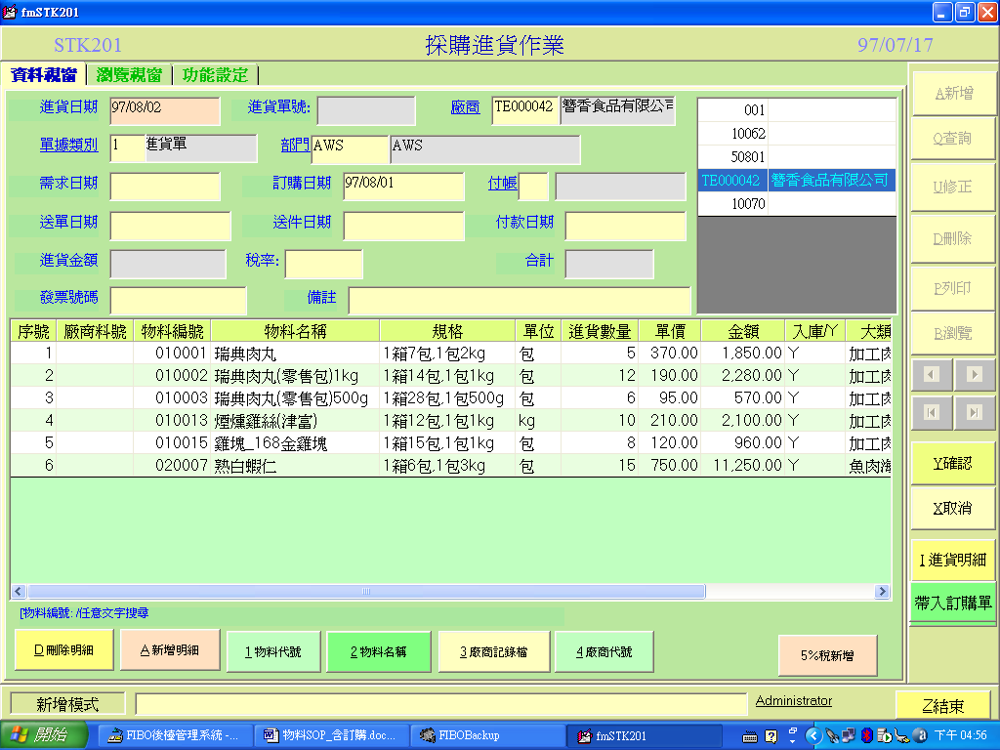 fmSTK201
STK201 採購進貨作業 97/07/17
資料視窗 瀏覽視窗 功能設定
進貨日期 97/08/02 進貨單號: 廠商 TE000042 馨香食品有限公司
單據類別 1 進貨單 部門 AWS AWS
需求日期 訂購日期 97/08/01 付帳
送單日期 送件日期 付款日期
進貨金額 稅率: 合計
發票號碼 備註
001
10062
50801
TE000042 馨香食品有限公司
10070
序號 廠商料號 物料編號 物料名稱 規格 單位 進貨數量 單價 金額 入庫/Y 大類
1 010001 瑞典肉丸 1箱7包,1包2kg 包 5 370.00 1,850.00 Y 加工肉
2 010002 瑞典肉丸(零售包)1kg 1箱14包,1包1kg 包 12 190.00 2,280.00 Y 加工肉
3 010003 瑞典肉丸(零售包)500g 1箱28包,1包500g 包 6 95.00 570.00 Y 加工肉
4 010013 煙燻雞絲(津富) 1箱12包,1包1kg kg 10 210.00 2,100.00 Y 加工肉
5 010015 雞塊_168金雞塊 1箱15包,1包1kg 包 8 120.00 960.00 Y 加工肉
6 020007 熟白蝦仁 1箱6包,1包3kg 包 15 750.00 11,250.00 Y 魚肉海
[物料編號: /任意文字搜尋
D刪除明細 A新增明細 1物料代號 2物料名稱 3廠商記錄檔 4廠商代號 5%稅新增
A新增
Q查詢
U修正
D刪除
P列印
B瀏覽
Y確認
X取消
I進貨明細
帶入訂購單
新增模式 Administrator Z結束
開始 FIBO後檯管理系統 -... 物料SOP_含訂購.doc... FIBOBackup fmSTK201 下午 04:56